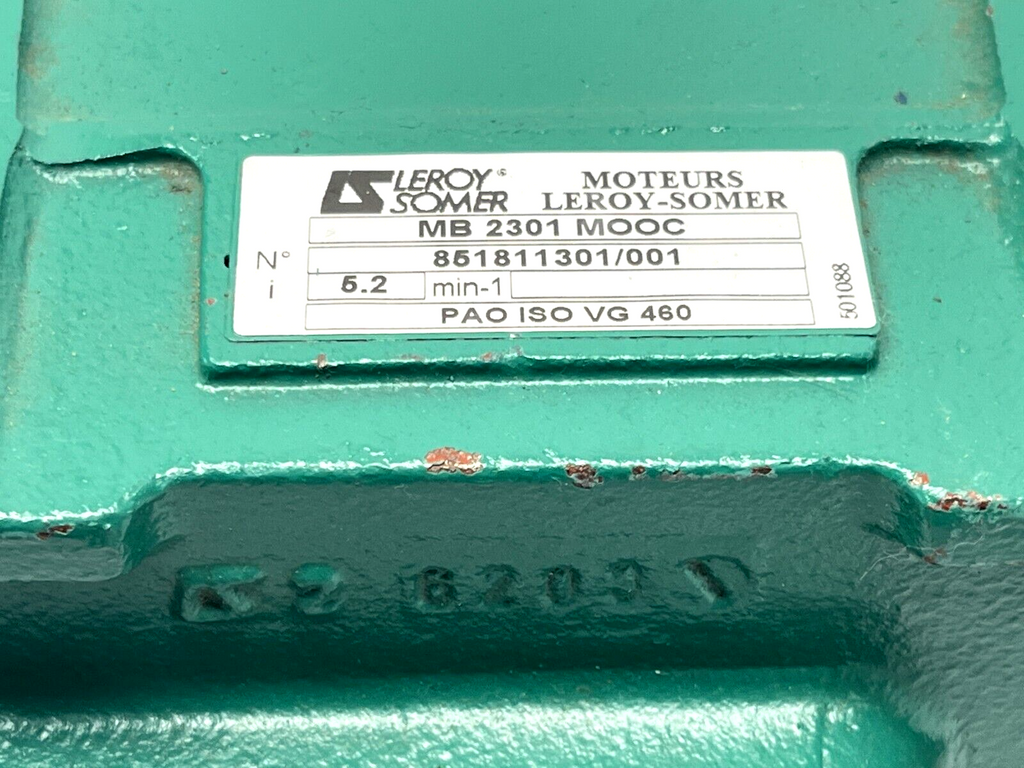 LEROY® SOMER
MOTEURS LEROY-SOMER
MB 2301 MOOC
N° 851811301/001
i 5.2 min-1
PAO ISO VG 460
501088